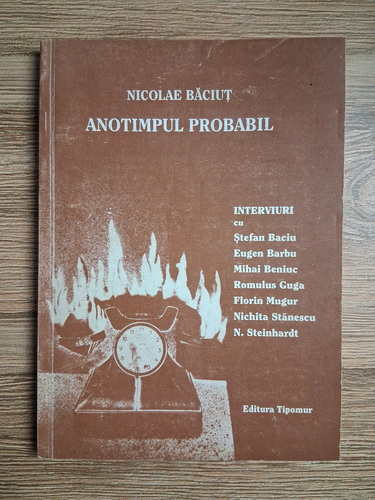 NICOLAE BĂCIUȚ
ANOTIMPUL PROBABIL
INTERVIURI
cu
Ștefan Baciu
Eugen Barbu
Mihai Beniuc
Romulus Guga
Florin Mugur
Nichita Stănescu
N. Steinhardt
Editura Tipomur